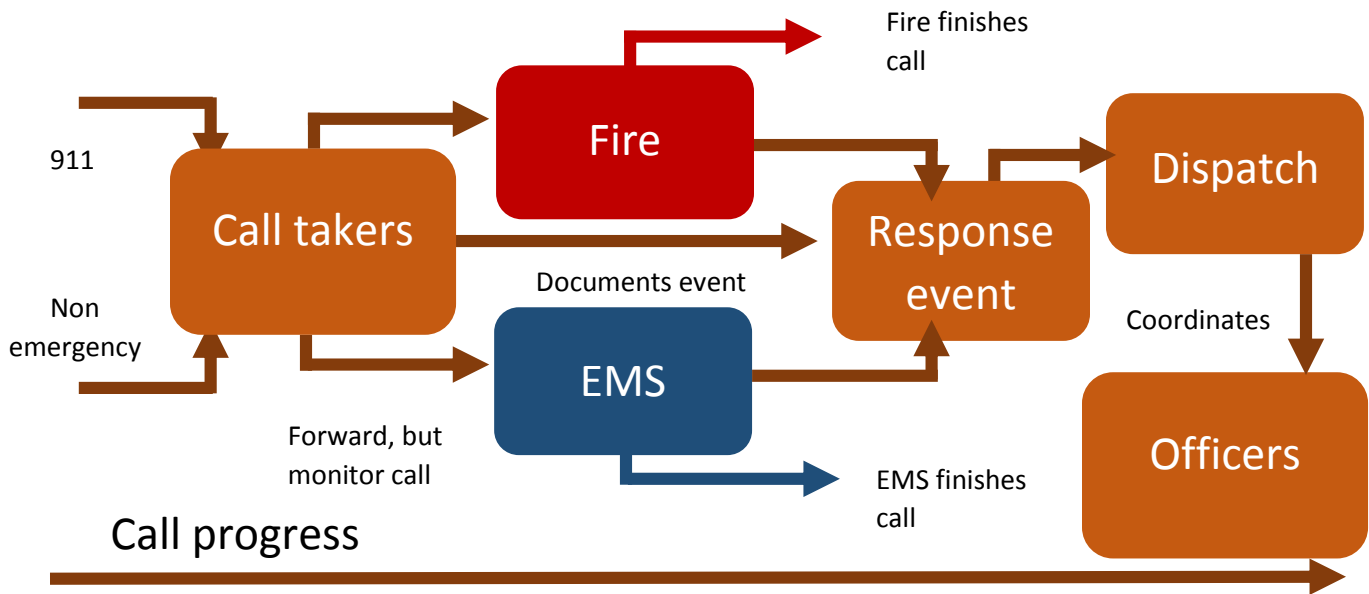 Fire finishes
call
Fire
911
Dispatch
Call takers
Response
event
Documents event
Non
emergency
Coordinates
EMS
Forward, but
monitor call
Officers
EMS finishes
call
Call progress